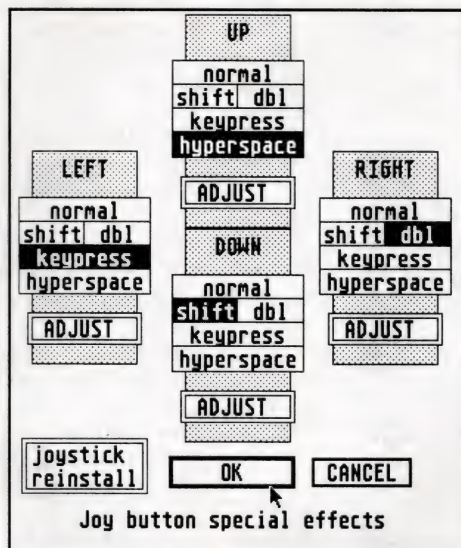 UP
normal
shift dbl
keypress
hyperspace
ADJUST
LEFT
normal
shift dbl
keypress
hyperspace
ADJUST
RIGHT
normal
shift dbl
keypress
hyperspace
ADJUST
DOWN
normal
shift dbl
keypress
hyperspace
ADJUST
joystick
reinstall
OK
CANCEL
Joy button special effects